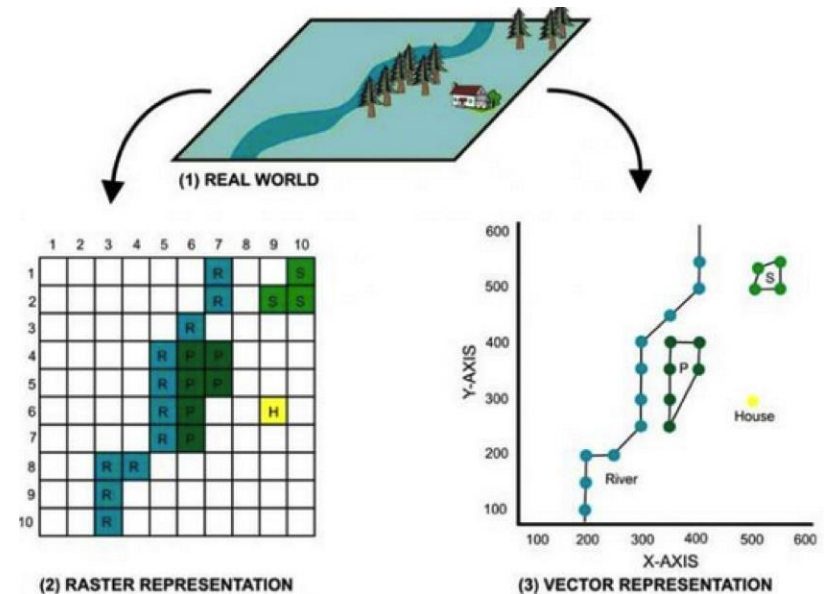 (1) REAL WORLD
1 2 3 4 5 6 7 8 9 10
1 R S
2 R S S
3 R
4 R P P
5 R P P
6 R P H
7 R P
8 R R
9 R
10 R
(2) RASTER REPRESENTATION
600
500
400
300
200
100
Y-AXIS
S
P
House
River
100 200 300 400 500 600
X-AXIS
(3) VECTOR REPRESENTATION